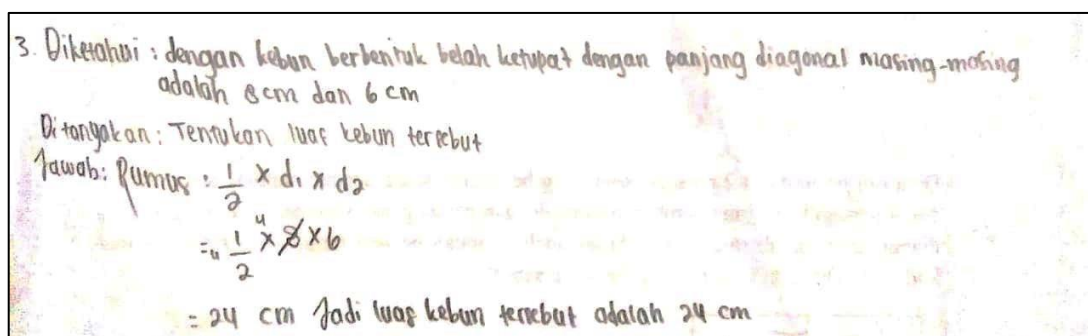 3. Diketahui : dengan kebun berbentuk belah ketupat dengan panjang diagonal masing-masing
adalah 8 cm dan 6 cm
Ditanyakan : Tentukan luas kebun tersebut
Jawab : Rumus : 1/2 x d1 x d2
= 1/2 x 8 4 x 6
= 24 cm Jadi luas kebun tersebut adalah 24 cm